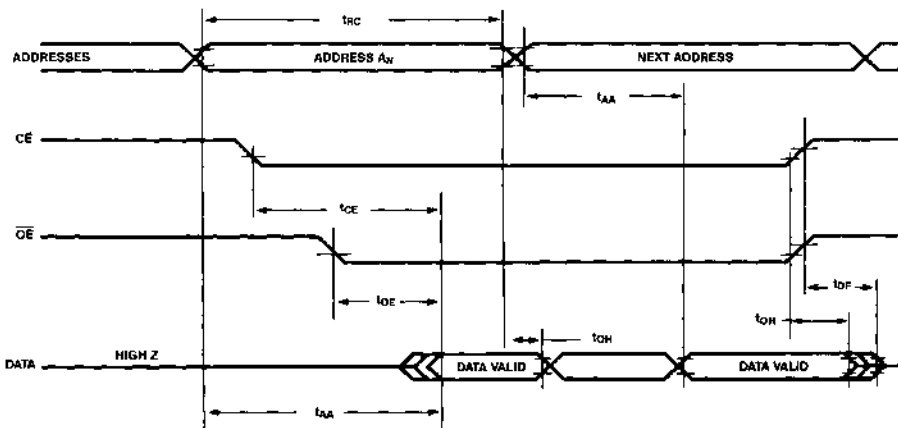 tRC
ADDRESSES
ADDRESS AN
NEXT ADDRESS
tAA
CE
tCE
OE
tOE
tDF
tOH
tOH
HIGH Z
DATA
DATA VALID
DATA VALID
tAA